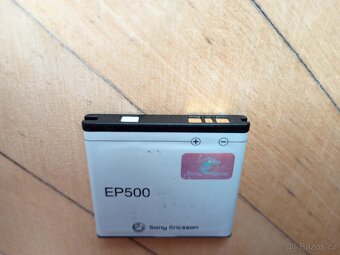 + −
EP500
Sony Ericsson
bazos.cz